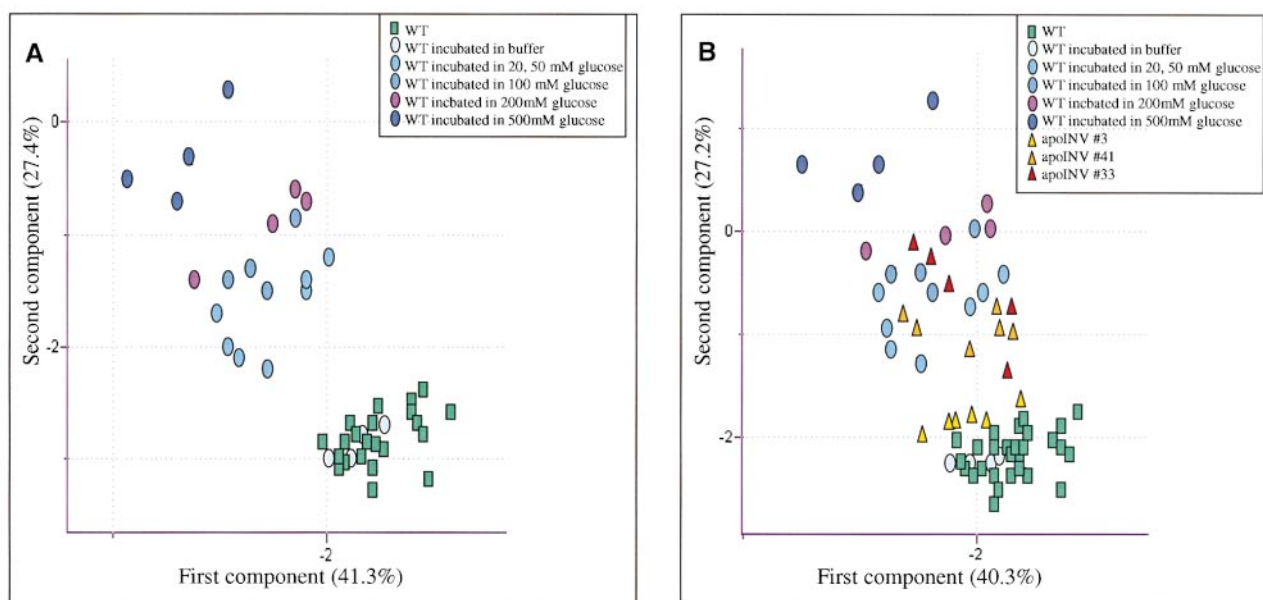 A
WT
WT incubated in buffer
WT incubated in 20, 50 mM glucose
WT incubated in 100 mM glucose
WT incbated in 200mM glucose
WT incubated in 500mM glucose
Second component (27.4%)
0
-2
-2
First component (41.3%)
B
WT
WT incubated in buffer
WT incubated in 20, 50 mM glucose
WT incubated in 100 mM glucose
WT incbated in 200mM glucose
WT incubated in 500mM glucose
apoINV #3
apoINV #41
apoINV #33
Second component (27.2%)
0
-2
-2
First component (40.3%)